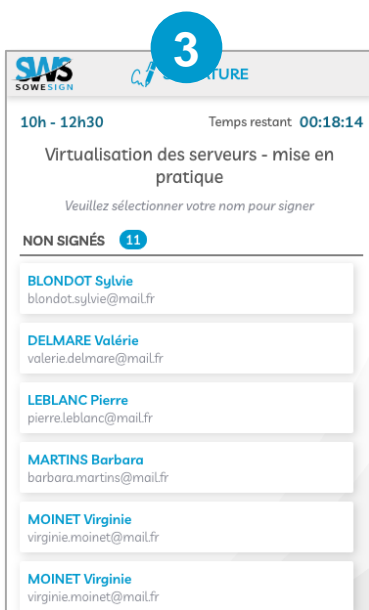 3
SWS
SOWESIGN
TURE
10h - 12h30
Temps restant 00:18:14
Virtualisation des serveurs - mise en
pratique
Veuillez sélectionner votre nom pour signer
NON SIGNÉS 11
BLONDOT Sylvie
blondot.sylvie@mail.fr
DELMARE Valérie
valerie.delmare@mail.fr
LEBLANC Pierre
pierre.leblanc@mail.fr
MARTINS Barbara
barbara.martins@mail.fr
MOINET Virginie
virginie.moinet@mail.fr
MOINET Virginie
virginie.moinet@mail.fr